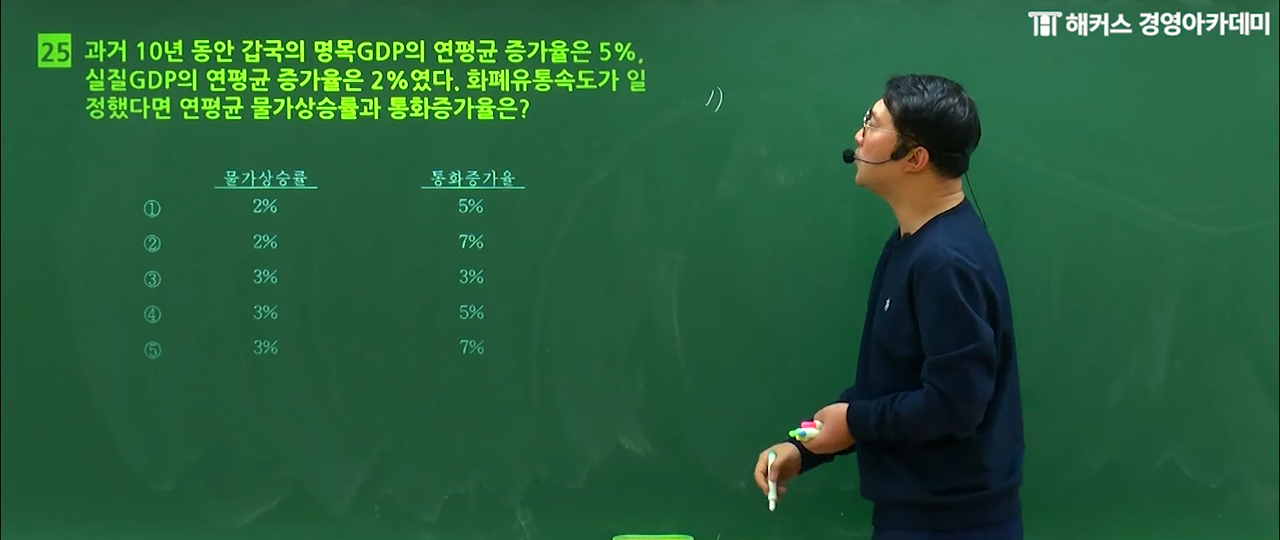 해커스 경영아카데미
25 과거 10년 동안 갑국의 명목GDP의 연평균 증가율은 5%,
실질GDP의 연평균 증가율은 2%였다. 화폐유통속도가 일
정했다면 연평균 물가상승률과 통화증가율은?
1)
물가상승률 통화증가율
① 2% 5%
② 2% 7%
③ 3% 3%
④ 3% 5%
⑤ 3% 7%